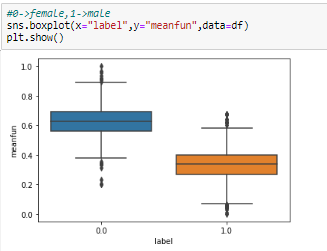 #0->female,1->male
sns.boxplot(x="label",y="meanfun",data=df)
plt.show()
1.0
0.8
0.6
0.4
0.2
0.0
meanfun
0.0
1.0
label